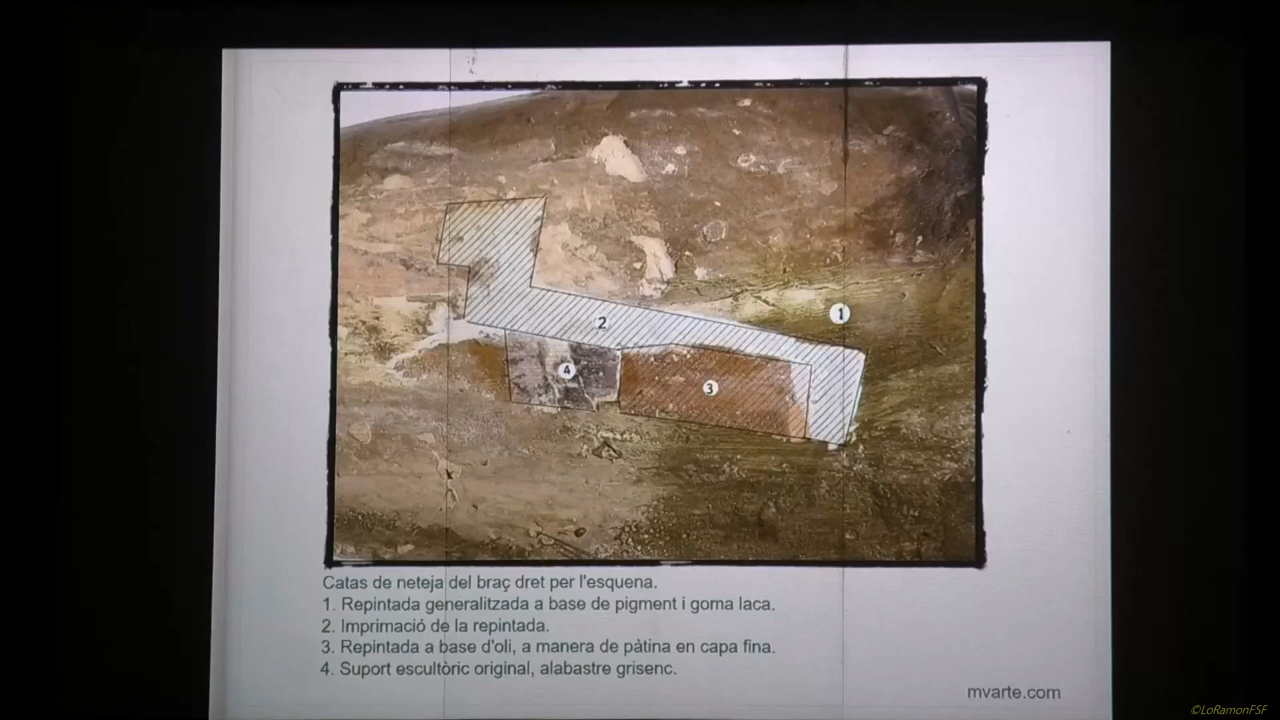 1
2
4
3
Catas de neteja del braç dret per l'esquena.
1. Repintada generalitzada a base de pigment i goma laca.
2. Imprimació de la repintada.
3. Repintada a base d'oli, a manera de pàtina en capa fina.
4. Suport escultòric original, alabastre grisenc.
mvarte.com
©LoRamonFSF